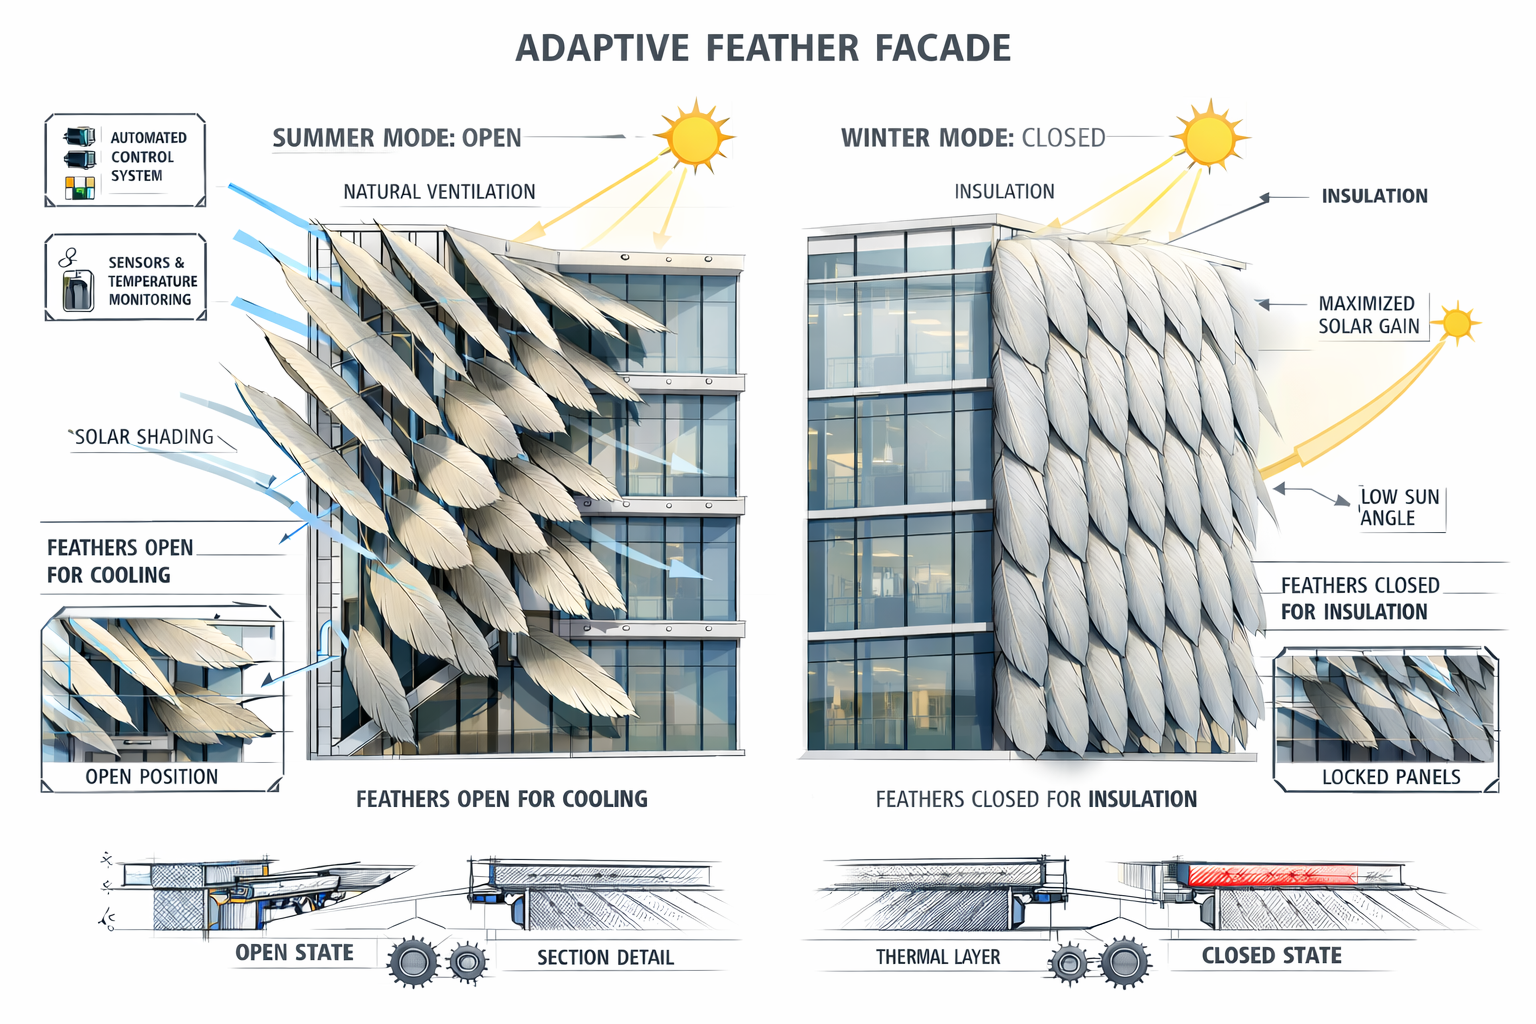 ADAPTIVE FEATHER FACADE
AUTOMATED
CONTROL
SYSTEM
SENSORS &
TEMPERATURE
MONITORING
SUMMER MODE: OPEN
NATURAL VENTILATION
SOLAR SHADING
FEATHERS OPEN
FOR COOLING
OPEN POSITION
FEATHERS OPEN FOR COOLING
WINTER MODE: CLOSED
INSULATION
INSULATION
MAXIMIZED
SOLAR GAIN
LOW SUN
ANGLE
FEATHERS CLOSED
FOR INSULATION
LOCKED PANELS
FEATHERS CLOSED FOR INSULATION
OPEN STATE
SECTION DETAIL
THERMAL LAYER
CLOSED STATE